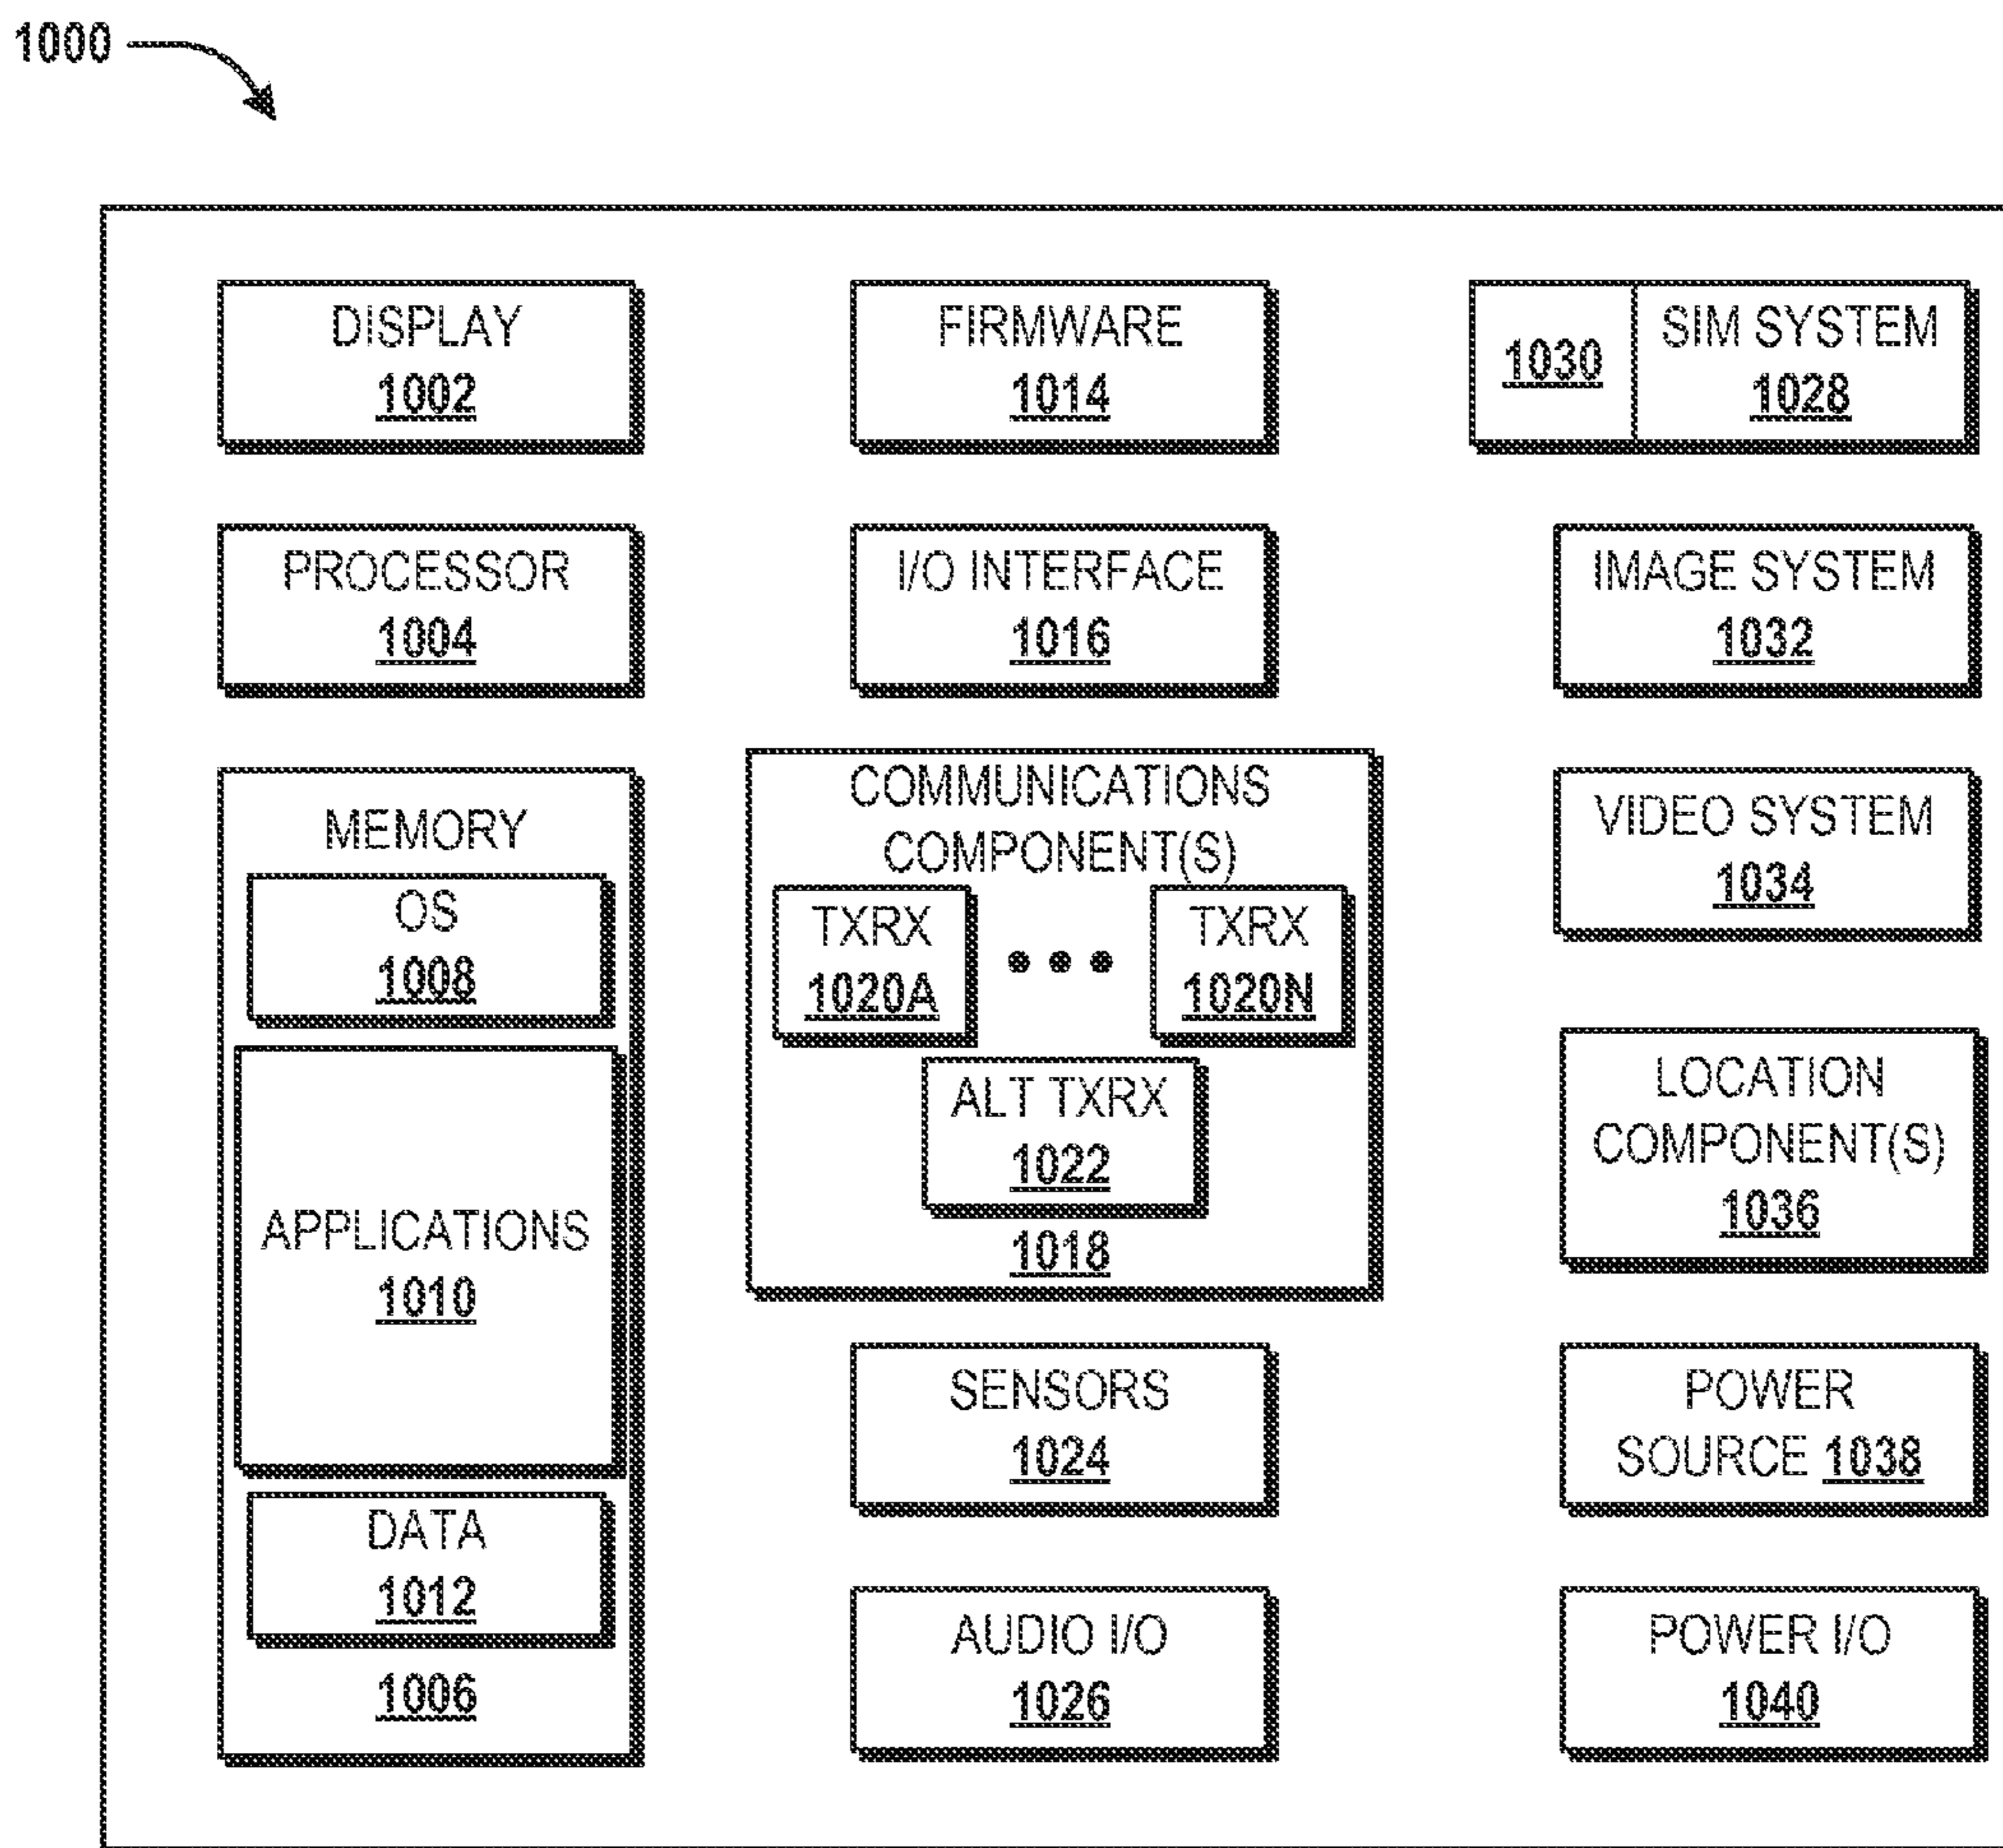 1000
DISPLAY
1002
PROCESSOR
1004
MEMORY
OS
1008
APPLICATIONS
1010
DATA
1012
1006
FIRMWARE
1014
I/O INTERFACE
1016
COMMUNICATIONS
COMPONENT(S)
TXRX
1020A
TXRX
1020N
ALT TXRX
1022
1018
SENSORS
1024
AUDIO I/O
1026
1030
SIM SYSTEM
1028
IMAGE SYSTEM
1032
VIDEO SYSTEM
1034
LOCATION
COMPONENT(S)
1036
POWER
SOURCE 1038
POWER I/O
1040